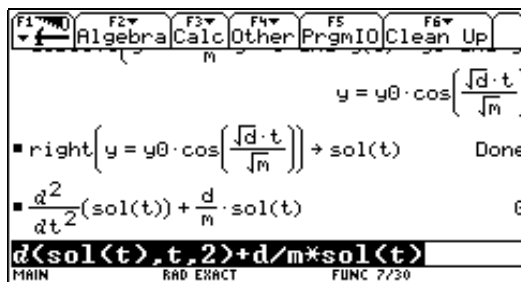 F1 F2 Algebra F3 Calc F4 Other F5 PrgmIO F6 Clean Up
m
y = y0·cos(√d·t/√m)
▪ right(y = y0·cos(√d·t/√m)) → sol(t) Done
▪ d²/dt²(sol(t)) + d/m·sol(t)
d(sol(t),t,2)+d/m*sol(t)
MAIN RAD EXACT FUNC 7/30